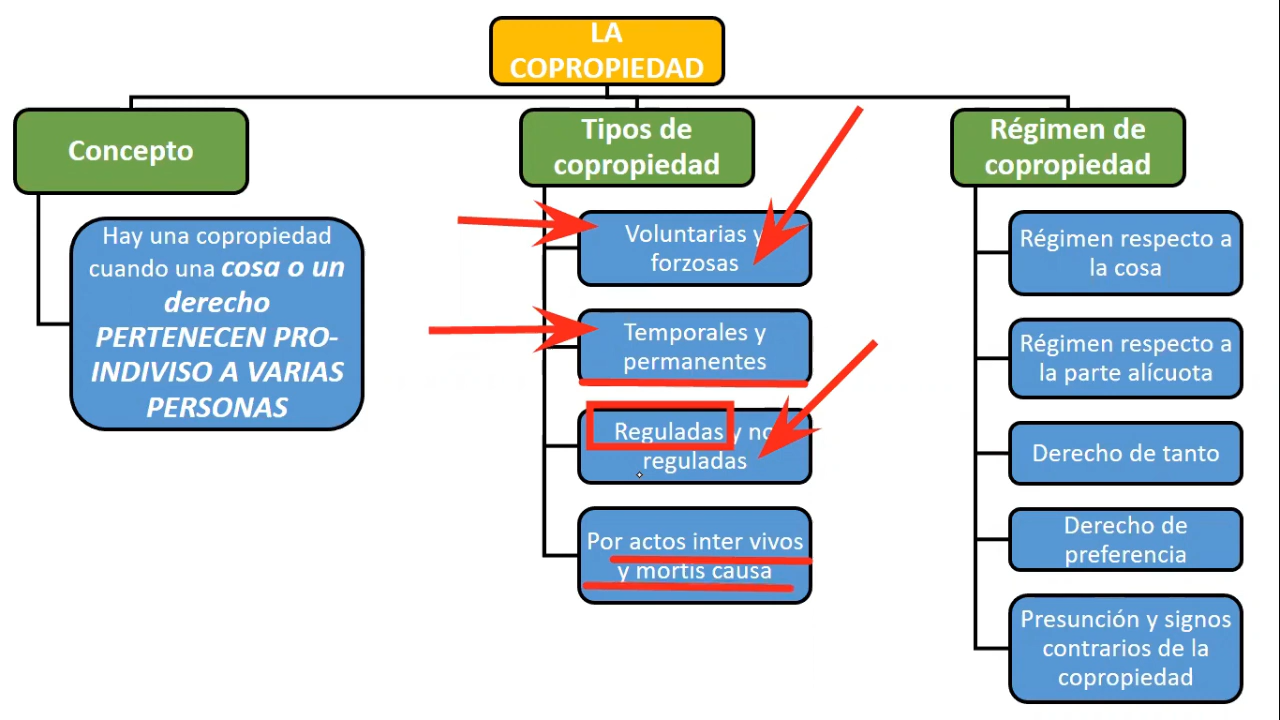 LA
COPROPIEDAD
Concepto
Hay una copropiedad
cuando una cosa o un
derecho
PERTENECEN PRO-
INDIVISO A VARIAS
PERSONAS
Tipos de
copropiedad
Voluntarias y
forzosas
Temporales y
permanentes
Reguladas y no
reguladas
Por actos inter vivos
y mortis causa
Régimen de
copropiedad
Régimen respecto a
la cosa
Régimen respecto a
la parte alícuota
Derecho de tanto
Derecho de
preferencia
Presunción y signos
contrarios de la
copropiedad